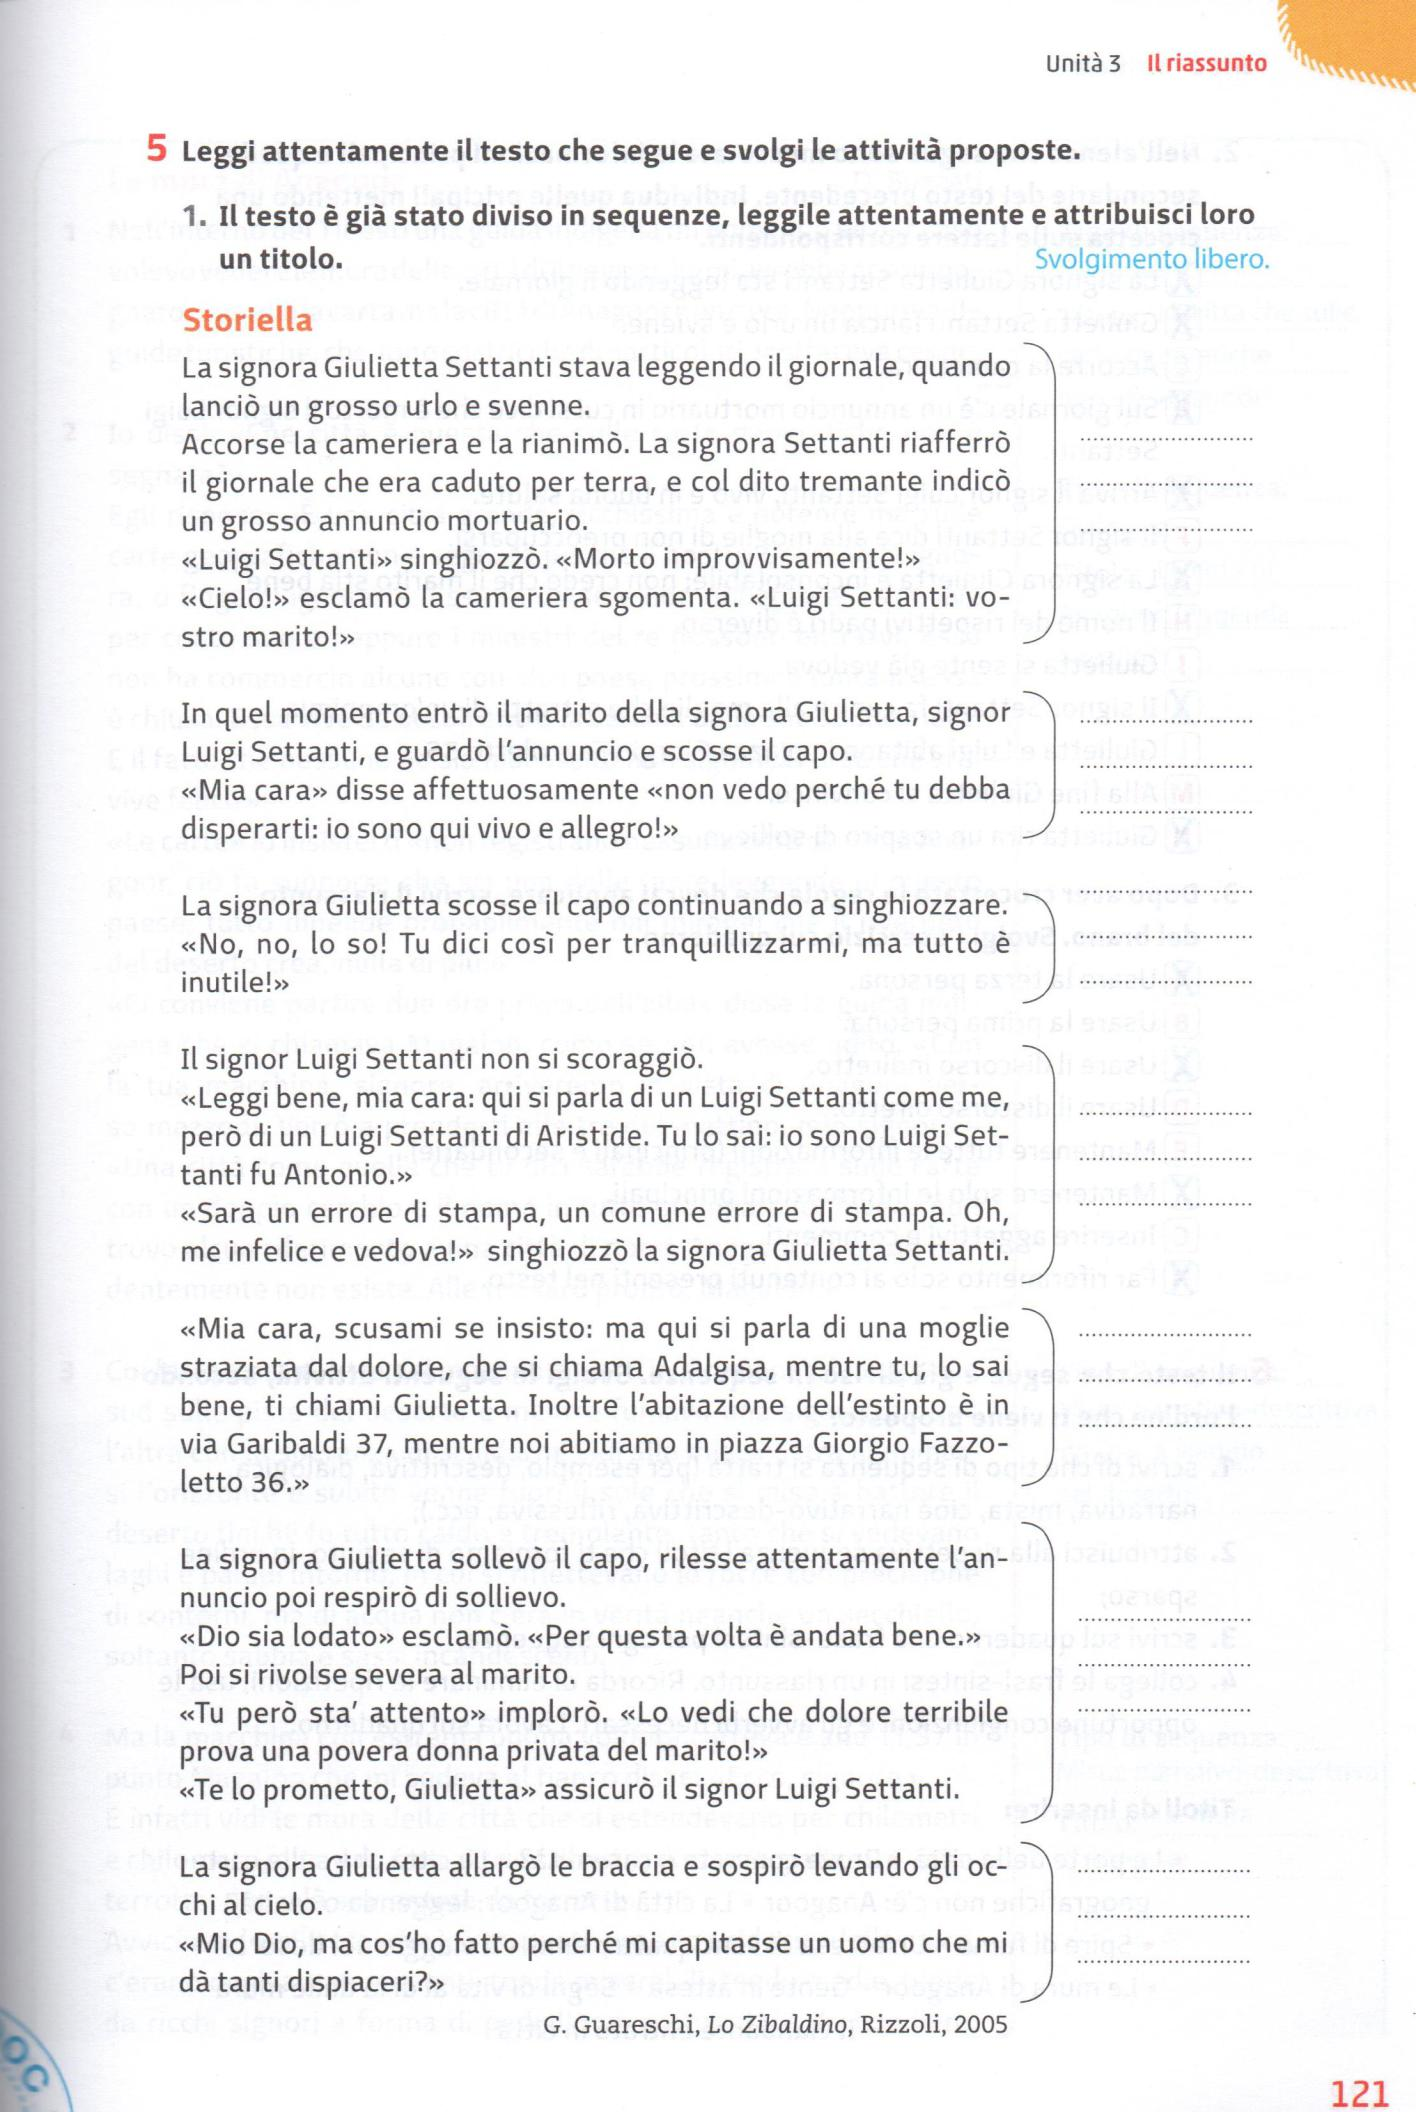 Unità 3 Il riassunto
5 Leggi attentamente il testo che segue e svolgi le attività proposte.
1. Il testo è già stato diviso in sequenze, leggile attentamente e attribuisci loro
un titolo.
Svolgimento libero.
Storiella
La signora Giulietta Settanti stava leggendo il giornale, quando
lanciò un grosso urlo e svenne.
Accorse la cameriera e la rianimò. La signora Settanti riafferrò
il giornale che era caduto per terra, e col dito tremante indicò
un grosso annuncio mortuario.
«Luigi Settanti» singhiozzò. «Morto improvvisamente!»
«Cielo!» esclamò la cameriera sgomenta. «Luigi Settanti: vo-
stro marito!»
In quel momento entrò il marito della signora Giulietta, signor
Luigi Settanti, e guardò l'annuncio e scosse il capo.
«Mia cara» disse affettuosamente «non vedo perché tu debba
disperarti: io sono qui vivo e allegro!»
La signora Giulietta scosse il capo continuando a singhiozzare.
«No, no, lo so! Tu dici così per tranquillizzarmi, ma tutto è
inutile!»
Il signor Luigi Settanti non si scoraggiò.
«Leggi bene, mia cara: qui si parla di un Luigi Settanti come me,
però di un Luigi Settanti di Aristide. Tu lo sai: io sono Luigi Set-
tanti fu Antonio.»
«Sarà un errore di stampa, un comune errore di stampa. Oh,
me infelice e vedova!» singhiozzò la signora Giulietta Settanti.
«Mia cara, scusami se insisto: ma qui si parla di una moglie
straziata dal dolore, che si chiama Adalgisa, mentre tu, lo sai
bene, ti chiami Giulietta. Inoltre l'abitazione dell'estinto è in
via Garibaldi 37, mentre noi abitiamo in piazza Giorgio Fazzo-
letto 36.»
La signora Giulietta sollevò il capo, rilesse attentamente l'an-
nuncio poi respirò di sollievo.
«Dio sia lodato» esclamò. «Per questa volta è andata bene.»
Poi si rivolse severa al marito.
«Tu però sta' attento» implorò. «Lo vedi che dolore terribile
prova una povera donna privata del marito!»
«Te lo prometto, Giulietta» assicurò il signor Luigi Settanti.
La signora Giulietta allargò le braccia e sospirò levando gli oc-
chi al cielo.
«Mio Dio, ma cos'ho fatto perché mi capitasse un uomo che mi
dà tanti dispiaceri?»
G. Guareschi, Lo Zibaldino, Rizzoli, 2005
OC
121